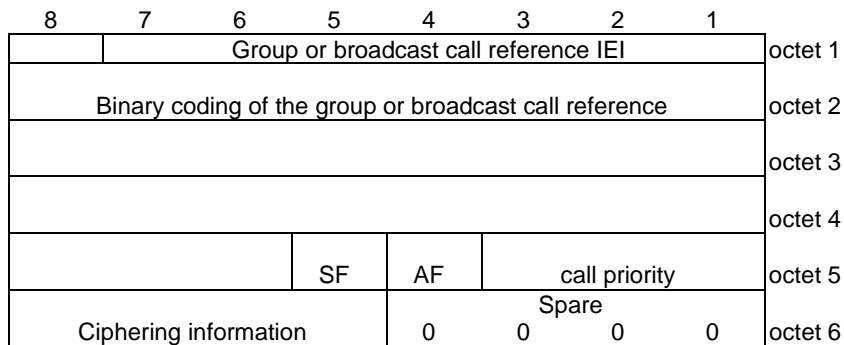 8 7 6 5 4 3 2 1
Group or broadcast call reference IEI octet 1
Binary coding of the group or broadcast call reference octet 2
octet 3
octet 4
SF AF call priority octet 5
Spare
Ciphering information 0 0 0 0 octet 6